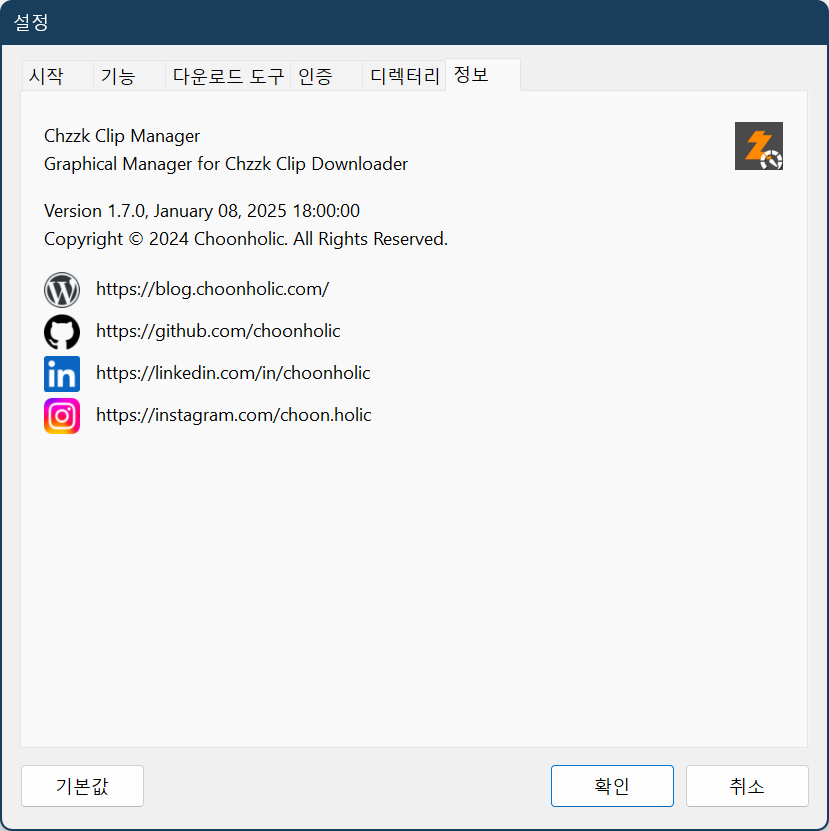 설정
시작 기능 다운로드 도구 인증 디렉터리 정보
Chzzk Clip Manager
Graphical Manager for Chzzk Clip Downloader
Version 1.7.0, January 08, 2025 18:00:00
Copyright © 2024 Choonholic. All Rights Reserved.
https://blog.choonholic.com/
https://github.com/choonholic
https://linkedin.com/in/choonholic
https://instagram.com/choon.holic
기본값 확인 취소